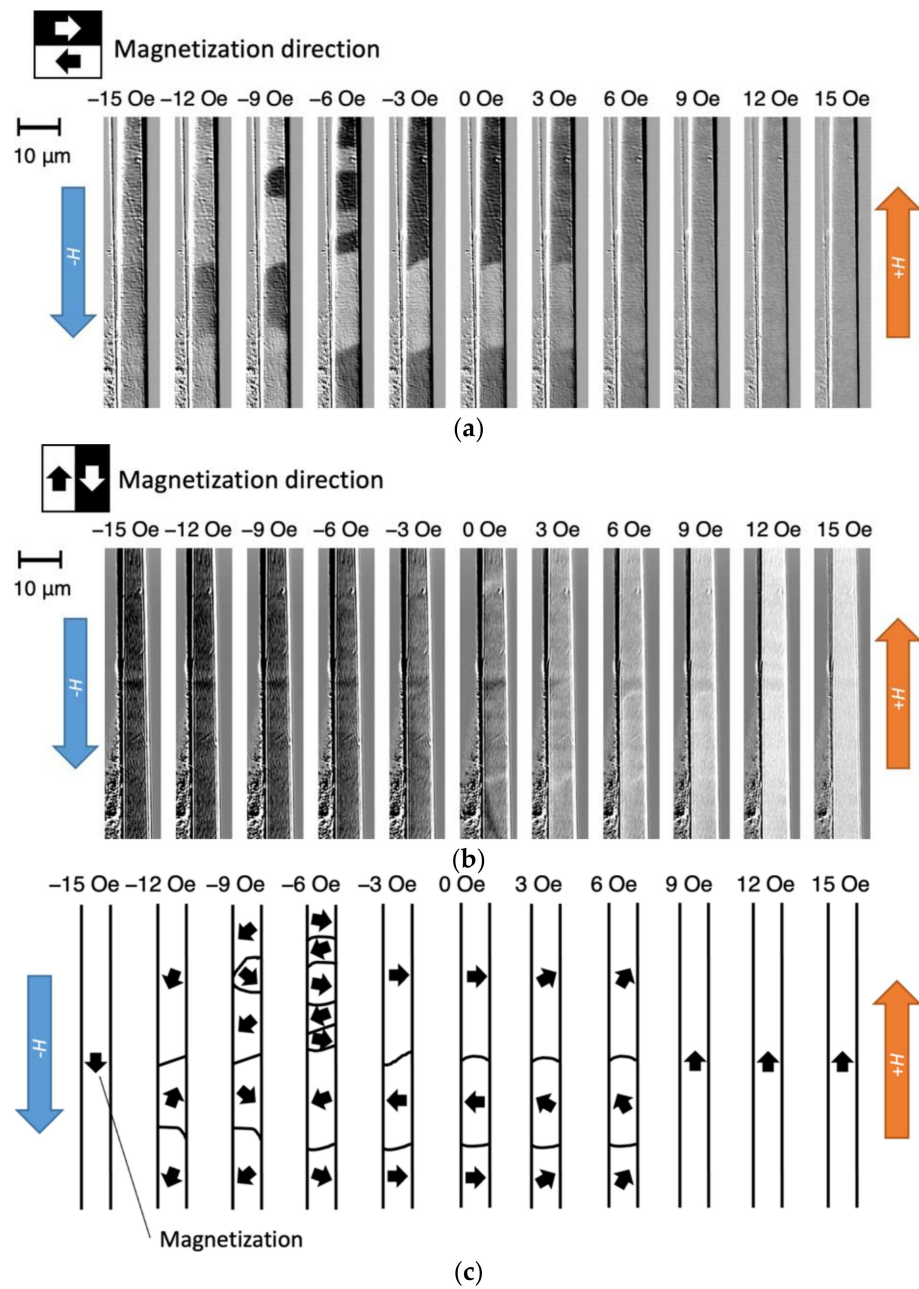 (a)
Magnetization direction
–15 Oe –12 Oe –9 Oe –6 Oe –3 Oe 0 Oe 3 Oe 6 Oe 9 Oe 12 Oe 15 Oe
10 µm
H-
H+
(a)
Magnetization direction
–15 Oe –12 Oe –9 Oe –6 Oe –3 Oe 0 Oe 3 Oe 6 Oe 9 Oe 12 Oe 15 Oe
10 µm
H-
H+
(b)
–15 Oe –12 Oe –9 Oe –6 Oe –3 Oe 0 Oe 3 Oe 6 Oe 9 Oe 12 Oe 15 Oe
H-
H+
Magnetization
(c)